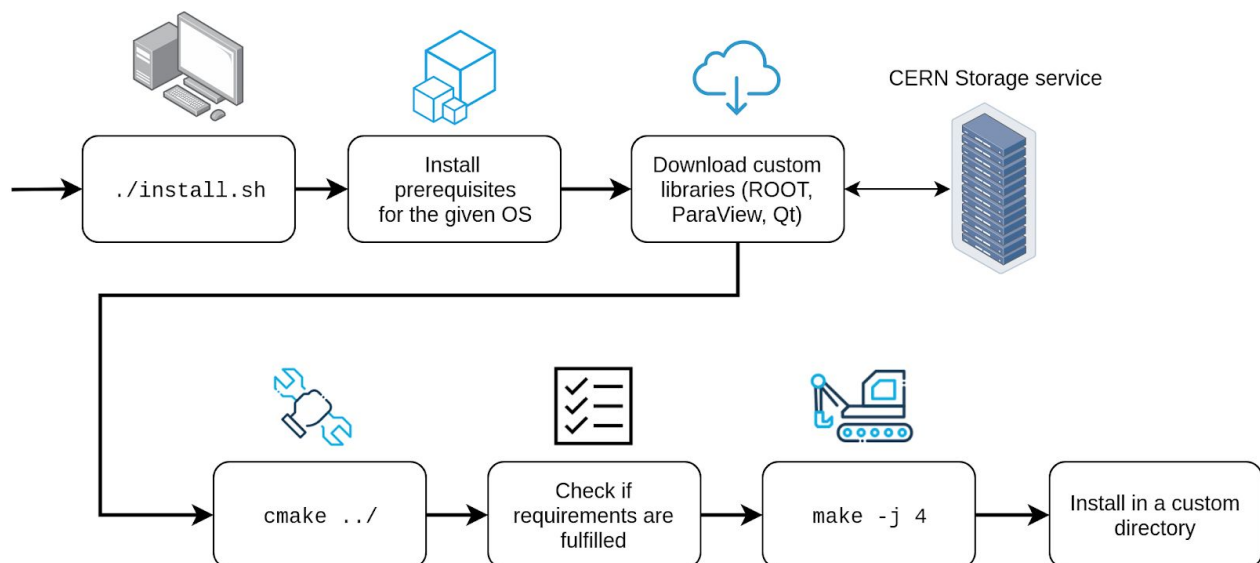 CERN Storage service
./install.sh
Install
prerequisites
for the given OS
Download custom
libraries (ROOT,
ParaView, Qt)
cmake ../
Check if
requirements are
fulfilled
make -j 4
Install in a custom
directory